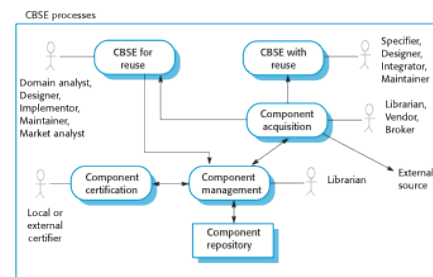 CBSE processes
CBSE for
reuse
CBSE with
reuse
Specifier,
Designer,
Integrator,
Maintainer
Domain analyst,
Designer,
Implementor,
Maintainer,
Market analyst
Component
acquisition
Librarian,
Vendor,
Broker
Component
certification
Component
management
Librarian
External
source
Local or
external
certifier
Component
repository